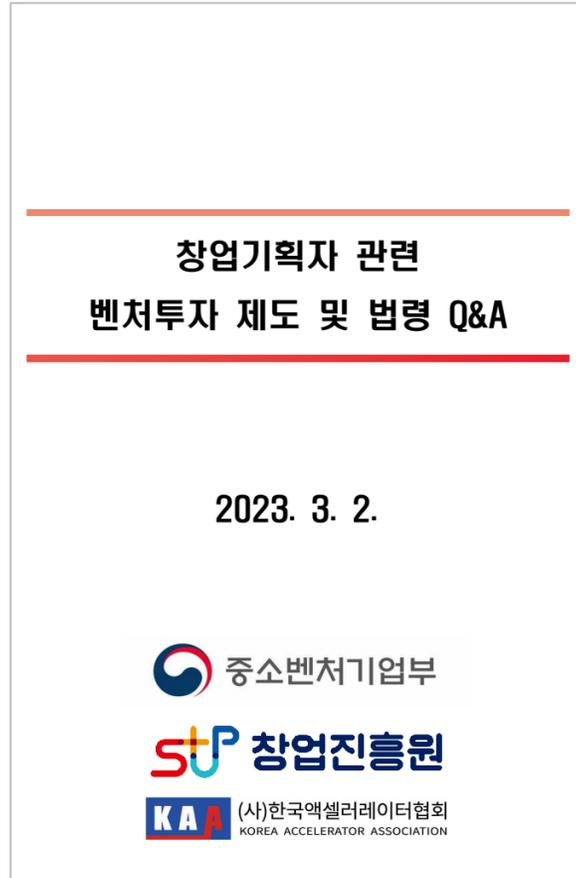 창업기획자 관련
벤처투자 제도 및 법령 Q&A
2023. 3. 2.
중소벤처기업부
stUP 창업진흥원
KAA (사)한국액셀러레이터협회
KOREA ACCELERATOR ASSOCIATION